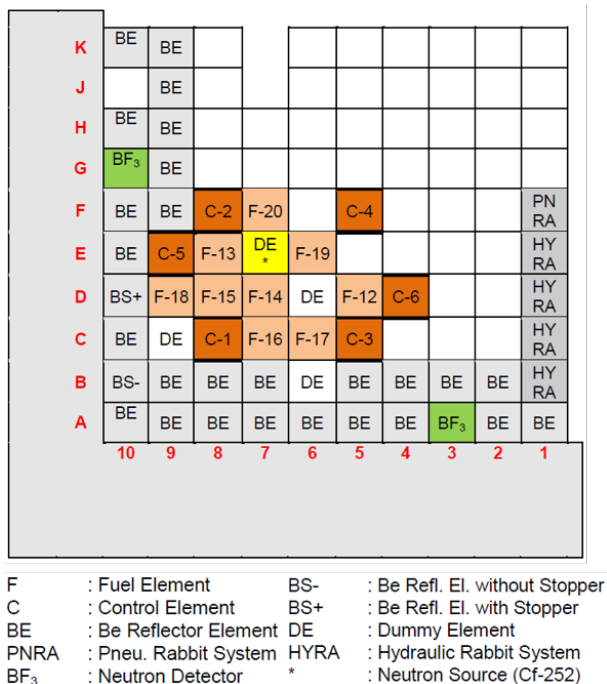 K BE BE
J BE
H BE BE
G BF₃ BE
F BE BE C-2 F-20 C-4 PN RA
E BE C-5 F-13 DE * F-19 HY RA
D BS+ F-18 F-15 F-14 DE F-12 C-6 HY RA
C BE DE C-1 F-16 F-17 C-3 HY RA
B BS- BE BE BE DE BE BE BE BE HY RA
A BE BE BE BE BE BE BE BF₃ BE BE
10 9 8 7 6 5 4 3 2 1
F : Fuel Element BS- : Be Refl. El. without Stopper
C : Control Element BS+ : Be Refl. El. with Stopper
BE : Be Reflector Element DE : Dummy Element
PNRA : Pneu. Rabbit System HYRA : Hydraulic Rabbit System
BF₃ : Neutron Detector * : Neutron Source (Cf-252)